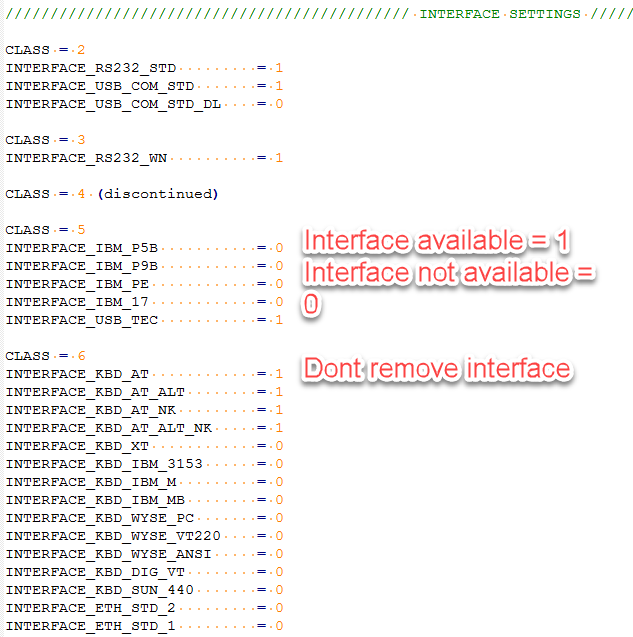 //////////////////////////////////////////// INTERFACE SETTINGS /////
CLASS = 2
INTERFACE_RS232_STD = 1
INTERFACE_USB_COM_STD = 1
INTERFACE_USB_COM_STD_DL = 0
CLASS = 3
INTERFACE_RS232_WN = 1
CLASS = 4 (discontinued)
CLASS = 5
INTERFACE_IBM_P5B = 0
INTERFACE_IBM_P9B = 0
INTERFACE_IBM_PE = 0
INTERFACE_IBM_17 = 0
INTERFACE_USB_TEC = 1
Interface available = 1
Interface not available =
0
CLASS = 6
INTERFACE_KBD_AT = 1
INTERFACE_KBD_AT_ALT = 1
INTERFACE_KBD_AT_NK = 1
INTERFACE_KBD_AT_ALT_NK = 1
INTERFACE_KBD_XT = 0
INTERFACE_KBD_IBM_3153 = 0
INTERFACE_KBD_IBM_M = 0
INTERFACE_KBD_IBM_MB = 0
INTERFACE_KBD_WYSE_PC = 0
INTERFACE_KBD_WYSE_VT220 = 0
INTERFACE_KBD_WYSE_ANSI = 0
INTERFACE_KBD_DIG_VT = 0
INTERFACE_KBD_SUN_440 = 0
INTERFACE_ETH_STD_2 = 0
INTERFACE_ETH_STD_1 = 0
Dont remove interface